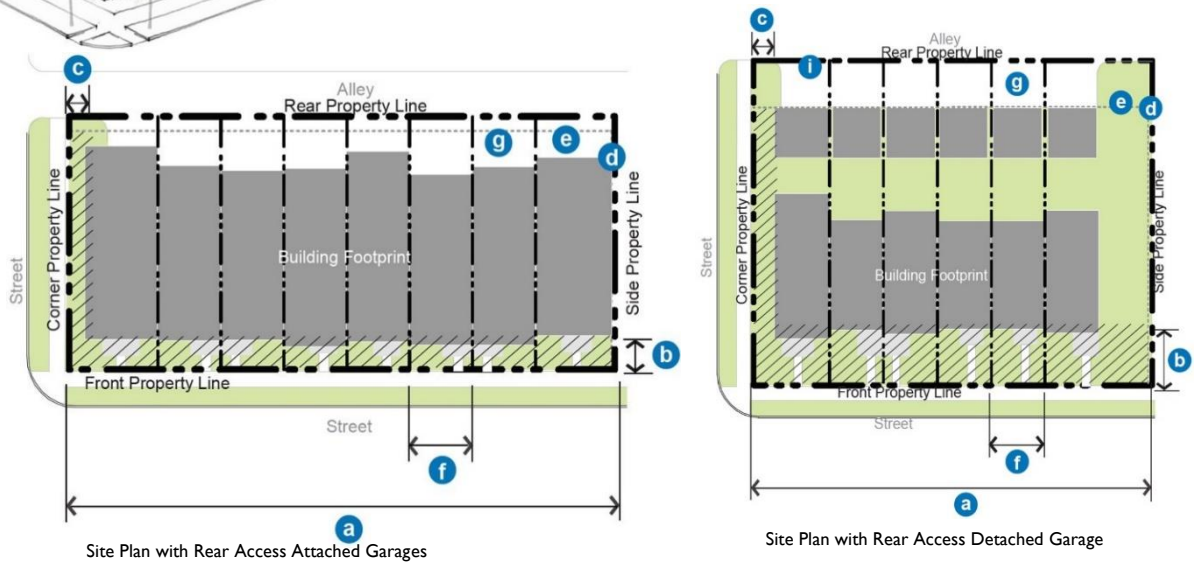 c
Alley
Rear Property Line
g
e
d
Corner Property Line
Side Property Line
Street
Building Footprint
b
Front Property Line
Street
f
a
Site Plan with Rear Access Attached Garages
c
Alley
Rear Property Line
i
g
e
d
Corner Property Line
Side Property Line
Street
Building Footprint
b
Front Property Line
Street
f
a
Site Plan with Rear Access Detached Garage